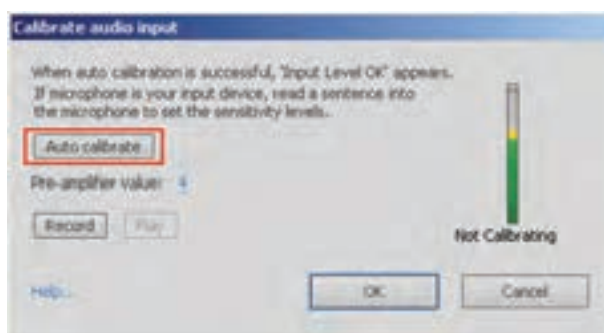 Calibrate audio input
When auto calibration is successful, "Input Level OK" appears.
If microphone is your input device, read a sentence into
the microphone to set the sensitivity levels.
Auto calibrate
Pre-amplifier value:
Record Play
Not Calibrating
Help...
OK Cancel